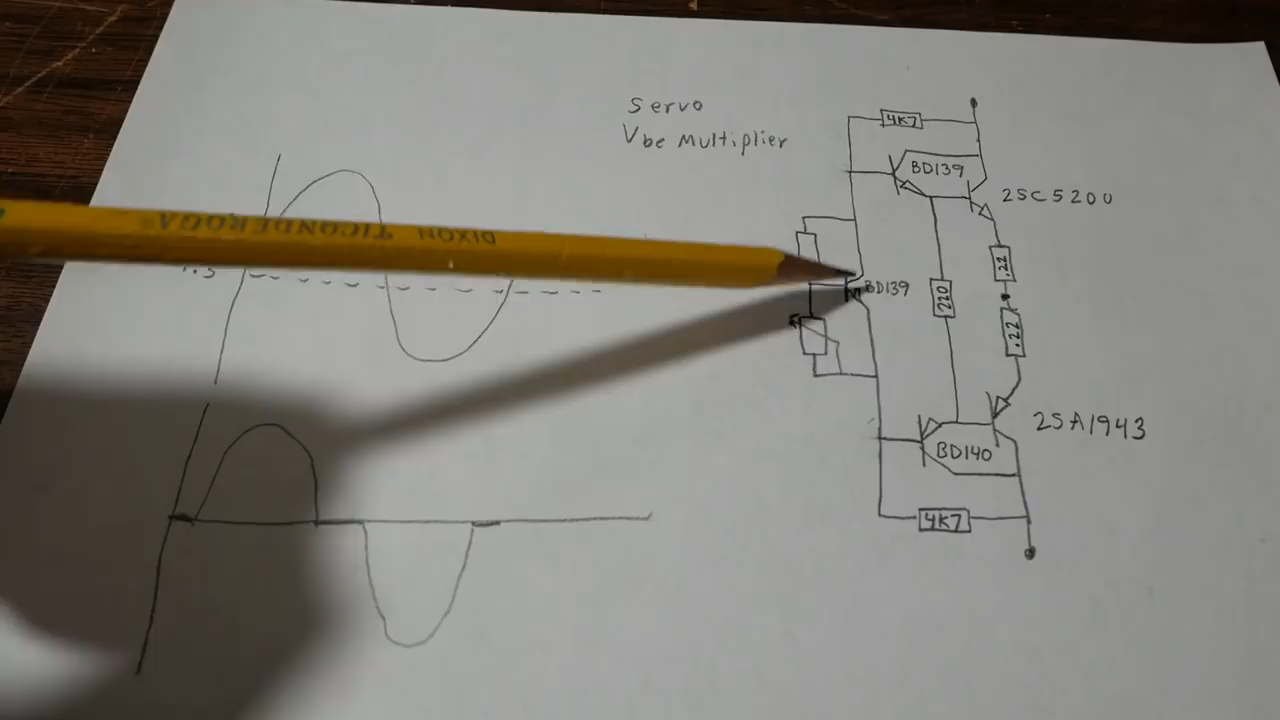 Servo
Vbe Multiplier
4K7
BD139
2SC5200
DIXON TICONDEROGA®
.22
BD139
220
.22
2SA1943
BD140
4K7